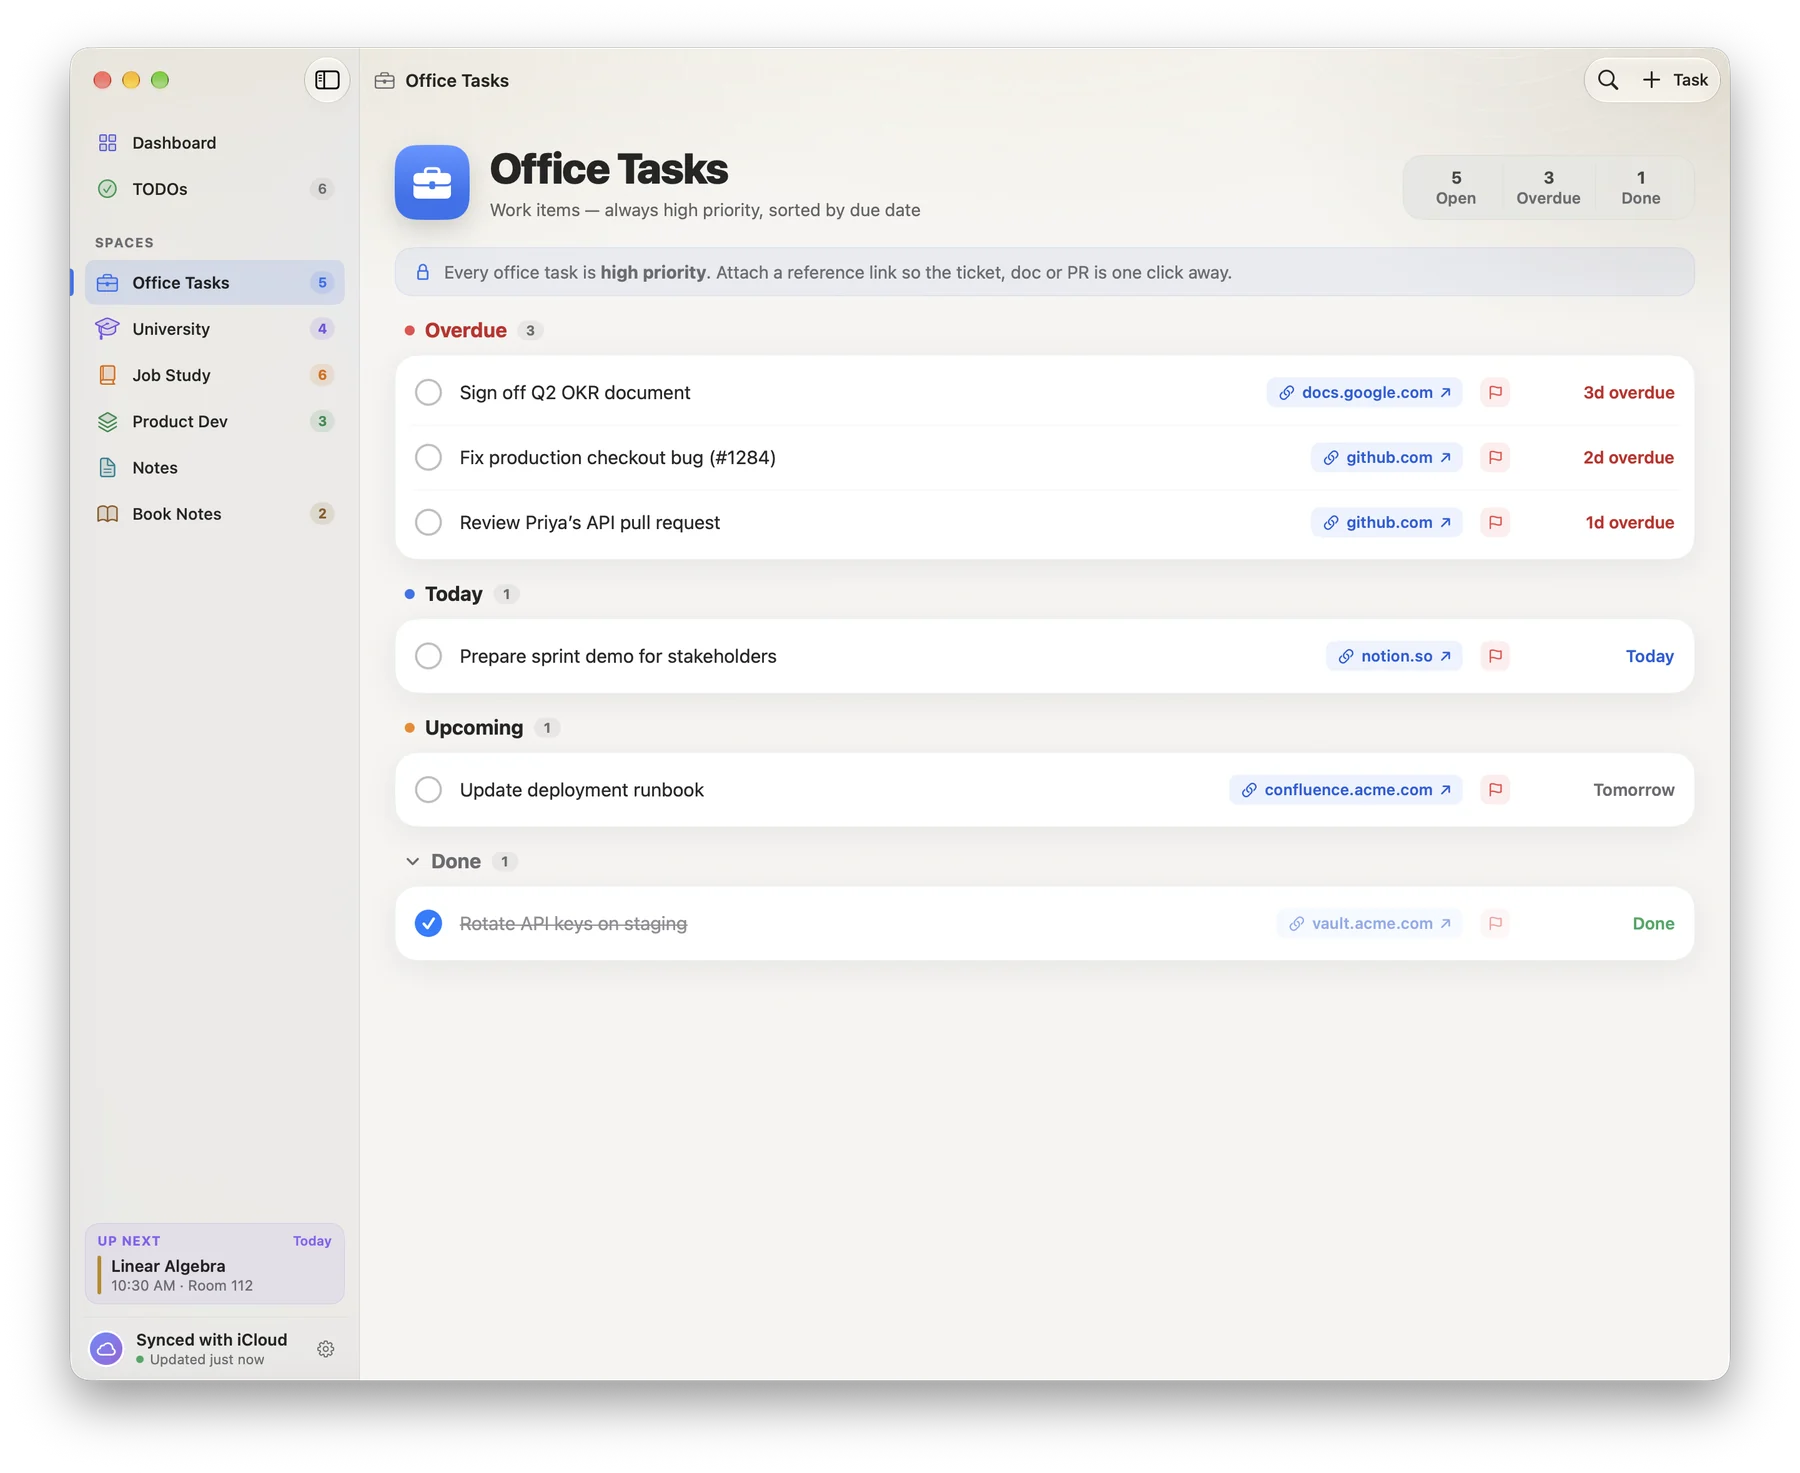 Office Tasks
Task
Dashboard
TODOs 6
SPACES
Office Tasks 5
University 4
Job Study 6
Product Dev 3
Notes
Book Notes 2
UP NEXT Today
Linear Algebra
10:30 AM · Room 112
Synced with iCloud
Updated just now
Office Tasks
Work items — always high priority, sorted by due date
5 3 1
Open Overdue Done
Every office task is high priority. Attach a reference link so the ticket, doc or PR is one click away.
Overdue 3
Sign off Q2 OKR document docs.google.com 3d overdue
Fix production checkout bug (#1284) github.com 2d overdue
Review Priya’s API pull request github.com 1d overdue
Today 1
Prepare sprint demo for stakeholders notion.so Today
Upcoming 1
Update deployment runbook confluence.acme.com Tomorrow
Done 1
Rotate API keys on staging vault.acme.com Done